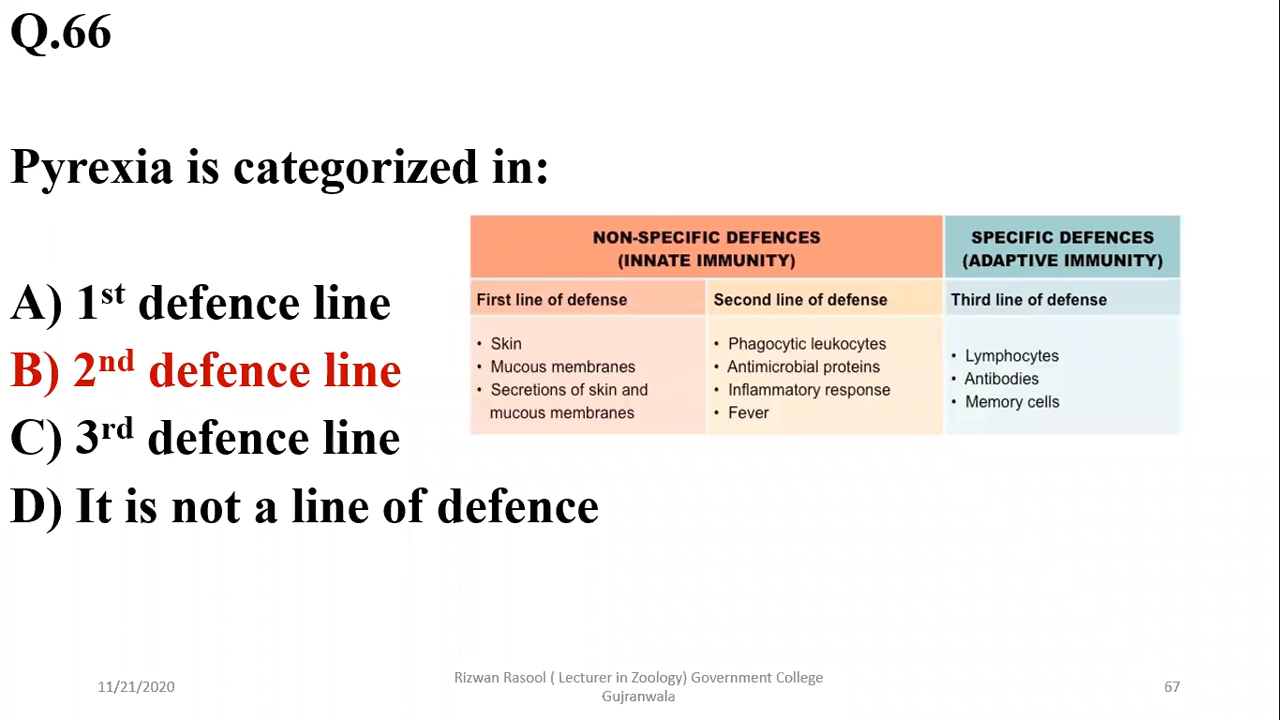 Q.66
Pyrexia is categorized in:
A) 1st defence line
B) 2nd defence line
C) 3rd defence line
D) It is not a line of defence
NON-SPECIFIC DEFENCES
(INNATE IMMUNITY)
SPECIFIC DEFENCES
(ADAPTIVE IMMUNITY)
First line of defense
Second line of defense
Third line of defense
• Skin
• Mucous membranes
• Secretions of skin and
mucous membranes
• Phagocytic leukocytes
• Antimicrobial proteins
• Inflammatory response
• Fever
• Lymphocytes
• Antibodies
• Memory cells
11/21/2020
Rizwan Rasool ( Lecturer in Zoology) Government College
Gujranwala
67